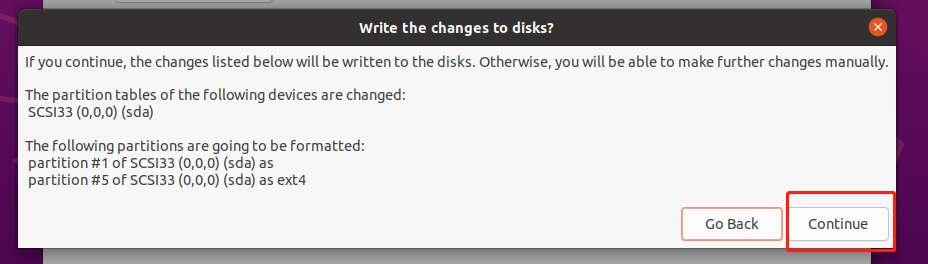 Write the changes to disks?
If you continue, the changes listed below will be written to the disks. Otherwise, you will be able to make further changes manually.
The partition tables of the following devices are changed:
SCSI33 (0,0,0) (sda)
The following partitions are going to be formatted:
partition #1 of SCSI33 (0,0,0) (sda) as
partition #5 of SCSI33 (0,0,0) (sda) as ext4
Go Back Continue